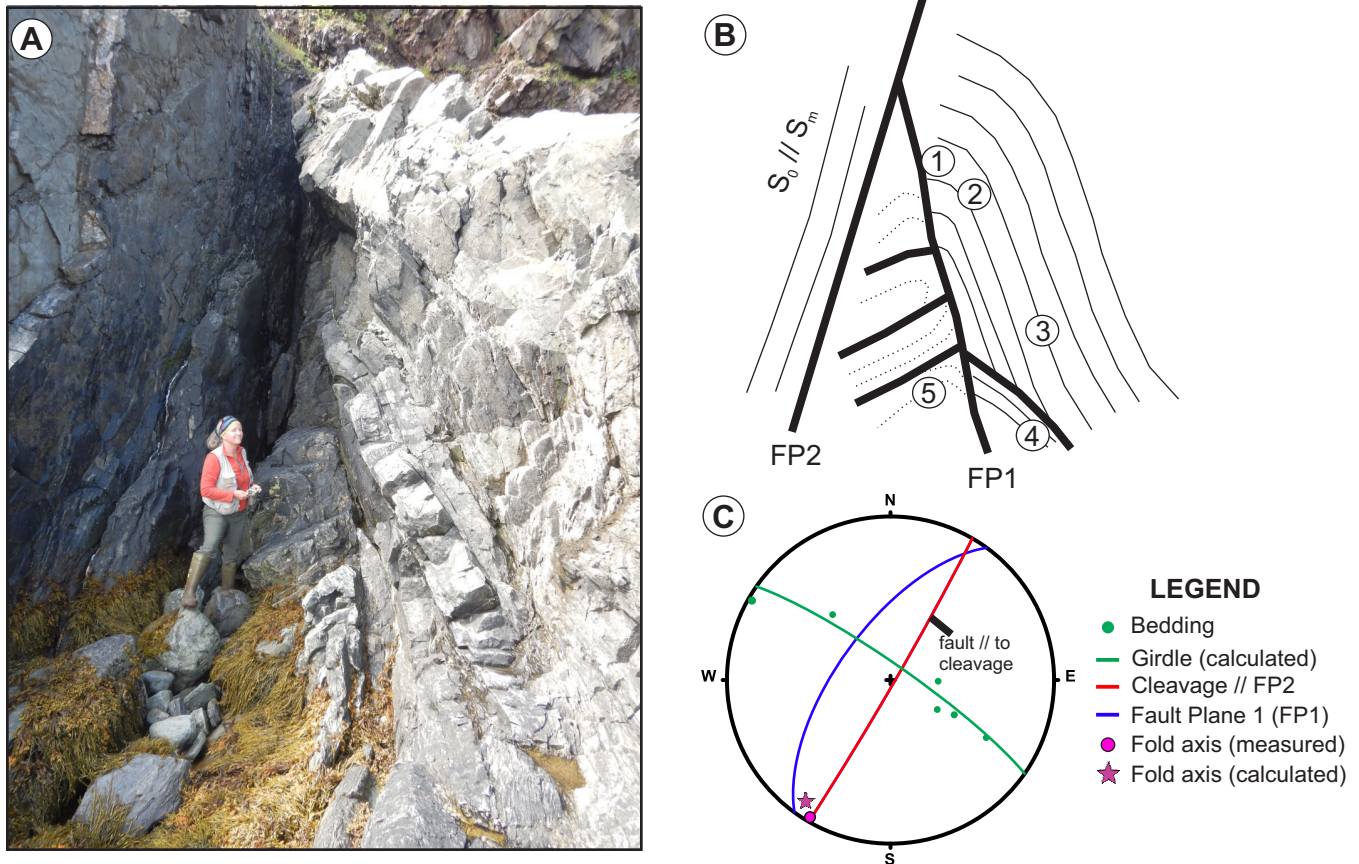 A
B
S₀ // Sₘ
1
2
3
5
4
FP2
FP1
C
N
W
E
S
fault // to
cleavage
LEGEND
Bedding
Girdle (calculated)
Cleavage // FP2
Fault Plane 1 (FP1)
Fold axis (measured)
Fold axis (calculated)